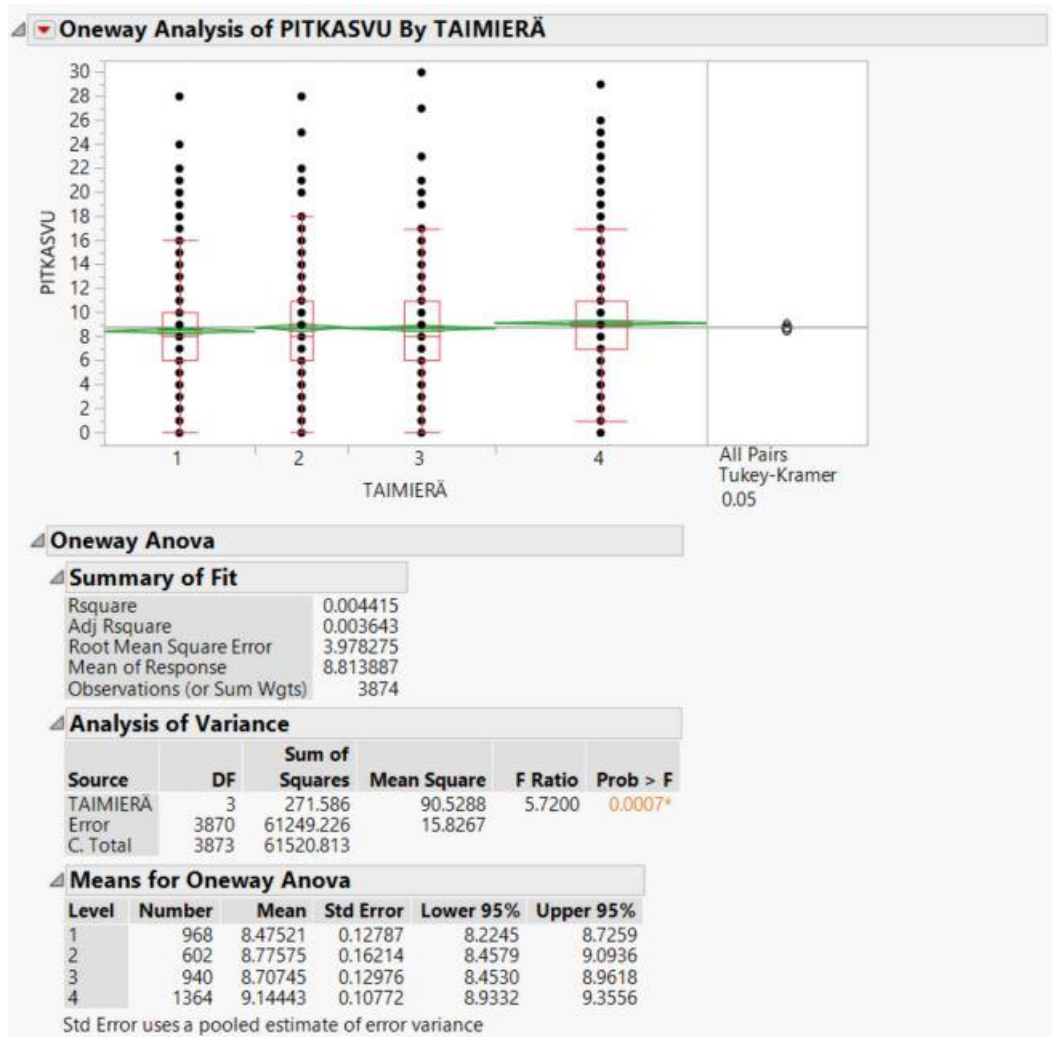 Oneway Analysis of PITKASVU By TAIMIERÄ
30
28
26
24
22
20
18
16
14
12
10
8
6
4
2
0
PITKASVU
1 2 3 4
TAIMIERÄ
All Pairs
Tukey-Kramer
0.05
Oneway Anova
Summary of Fit
Rsquare 0.004415
Adj Rsquare 0.003643
Root Mean Square Error 3.978275
Mean of Response 8.813887
Observations (or Sum Wgts) 3874
Analysis of Variance
Sum of
Source DF Squares Mean Square F Ratio Prob > F
TAIMIERÄ 3 271.586 90.5288 5.7200 0.0007*
Error 3870 61249.226 15.8267
C. Total 3873 61520.813
Means for Oneway Anova
Level Number Mean Std Error Lower 95% Upper 95%
1 968 8.47521 0.12787 8.2245 8.7259
2 602 8.77575 0.16214 8.4579 9.0936
3 940 8.70745 0.12976 8.4530 8.9618
4 1364 9.14443 0.10772 8.9332 9.3556
Std Error uses a pooled estimate of error variance